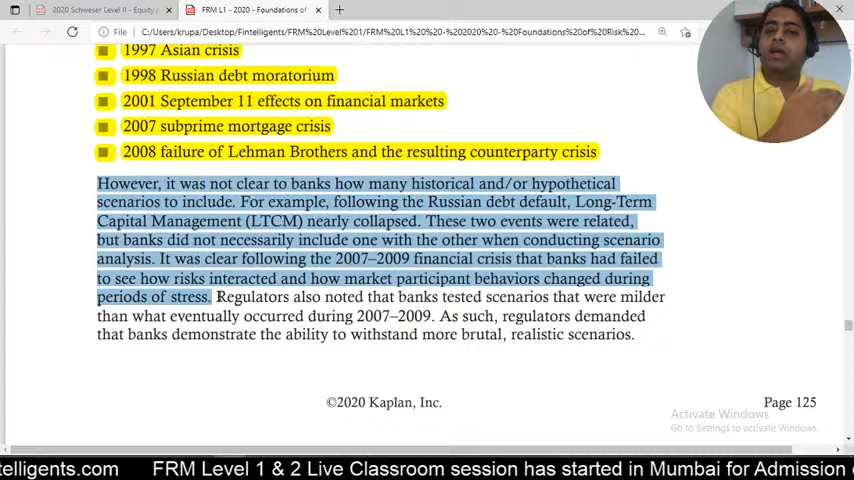 2020 Schweser Level II - Equity
FRM L1 - 2020 - Foundations of
File
C:/Users/krupa/Desktop/Fintelligents/FRM%20Level%201/FRM%20L1%20%20-%202020%20-%20Foundations%20of%20Risk%20...
1997 Asian crisis
1998 Russian debt moratorium
2001 September 11 effects on financial markets
2007 subprime mortgage crisis
2008 failure of Lehman Brothers and the resulting counterparty crisis
However, it was not clear to banks how many historical and/or hypothetical
scenarios to include. For example, following the Russian debt default, Long-Term
Capital Management (LTCM) nearly collapsed. These two events were related,
but banks did not necessarily include one with the other when conducting scenario
analysis. It was clear following the 2007–2009 financial crisis that banks had failed
to see how risks interacted and how market participant behaviors changed during
periods of stress. Regulators also noted that banks tested scenarios that were milder
than what eventually occurred during 2007–2009. As such, regulators demanded
that banks demonstrate the ability to withstand more brutal, realistic scenarios.
©2020 Kaplan, Inc.
Page 125
Activate Windows
Go to Settings to activate Windows.
telligents.com FRM Level 1 & 2 Live Classroom session has started in Mumbai for Admission